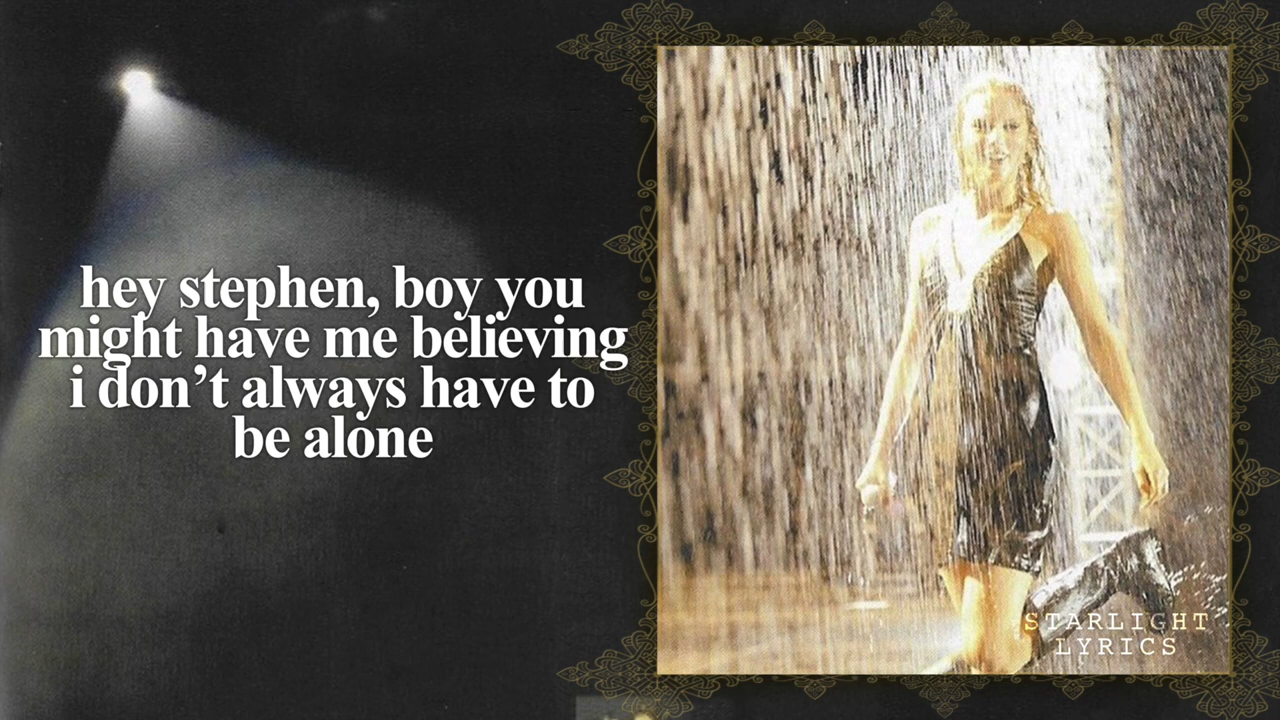 hey stephen, boy you
might have me believing
i don’t always have to
be alone
STARLIGHT
LYRICS